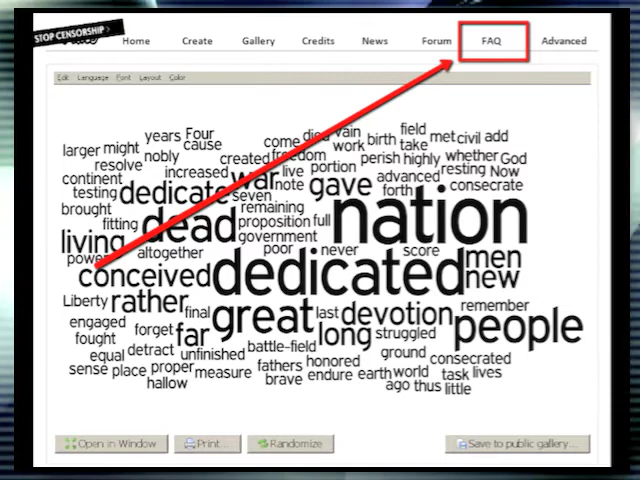 STOP CENSORSHIP
Home Create Gallery Credits News Forum FAQ Advanced
Edit Language Font Layout Color
years Four
cause
larger might
nobly
resolve
continent
increased
created
come
freedom
died
vain
work
birth
field
take
met
civil
add
perish
highly
whether
God
resting
Now
portion
live
war
note
seven
gave
advanced
forth
consecrate
testing
dedicate
brought
fitting
dead
remaining
proposition
full
government
nation
living
power
altogether
poor
never
score
men
conceived
dedicated
new
Liberty
rather
final
great
last
devotion
remember
engaged
forget
far
long
struggled
people
fought
equal
detract
unfinished
battle-field
honored
ground
consecrated
sense
place
proper
measure
fathers
endure
earth
world
task
lives
hallow
brave
ago
thus
little
Open in Window Print... Randomize Save to public gallery...